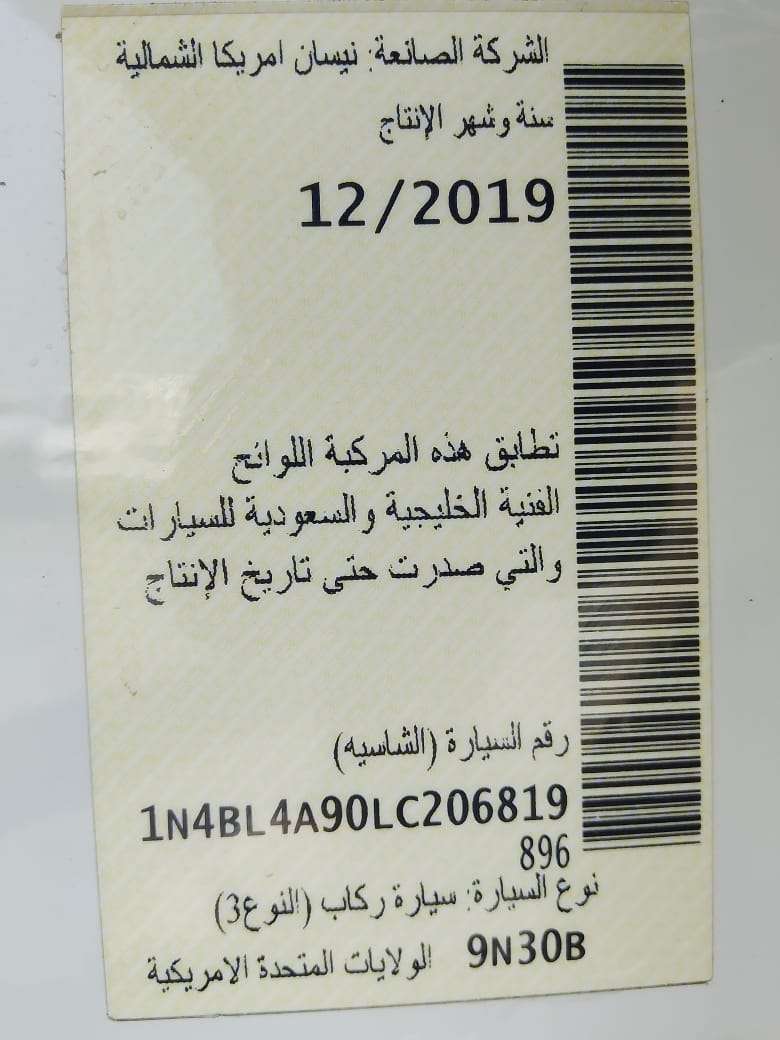 الشركة الصانعة: نيسان امريكا الشمالية
سنة وشهر الإنتاج
12/2019
تطابق هذه المركبة اللوائح
الفنية الخليجية والسعودية للسيارات
والتي صدرت حتى تاريخ الإنتاج
رقم السيارة (الشاسيه)
1N4BL4A90LC206819
896
نوع السيارة: سيارة ركاب (النوع3)
9N30B الولايات المتحدة الامريكية